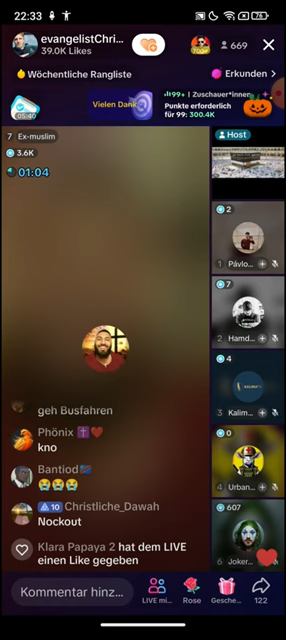 22:33
76
evangelistChri...
39.0K Likes
669
Wöchentliche Rangliste
Erkunden >
05:40
Vielen Dank
99+ | Zuschauer*innen
Punkte erforderlich
für 99: 300.4K
7 Ex-muslim
Host
3.6K
01:04
2
1 Pávlo...
7
2 Hamd...
4
KALIMA
3 Kalim...
0
4 Urban...
607
6 Joker...
geh Busfahren
Phönix
kno
Bantiod
10 Christliche_Dawah
Nockout
Klara Papaya 2 hat dem LIVE
einen Like gegeben
Kommentar hinz...
LIVE mi...
Rose
Gesche...
122